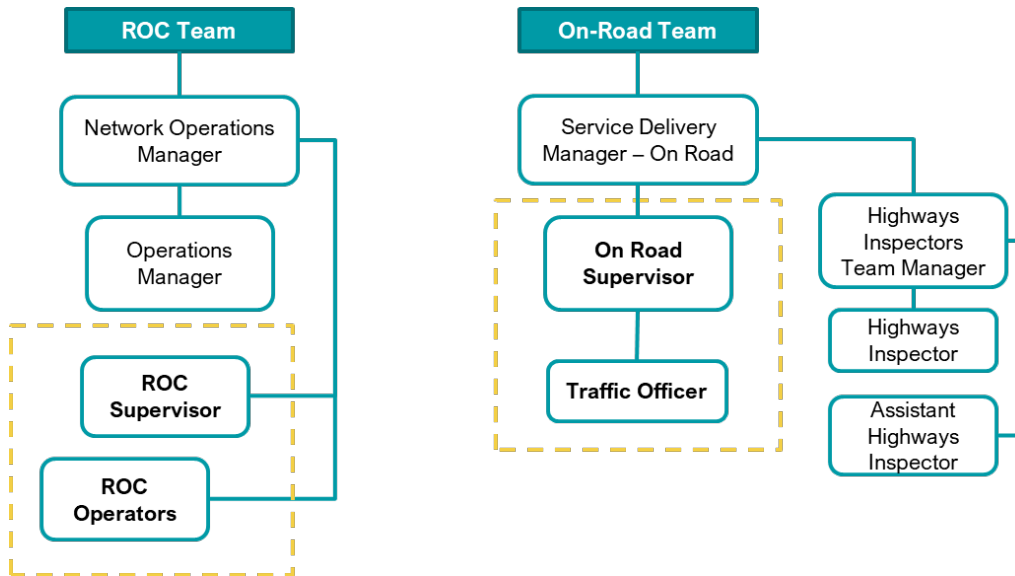 ROC Team
Network Operations
Manager
Operations
Manager
ROC
Supervisor
ROC
Operators
On-Road Team
Service Delivery
Manager – On Road
On Road
Supervisor
Traffic Officer
Highways
Inspectors
Team Manager
Highways
Inspector
Assistant
Highways
Inspector